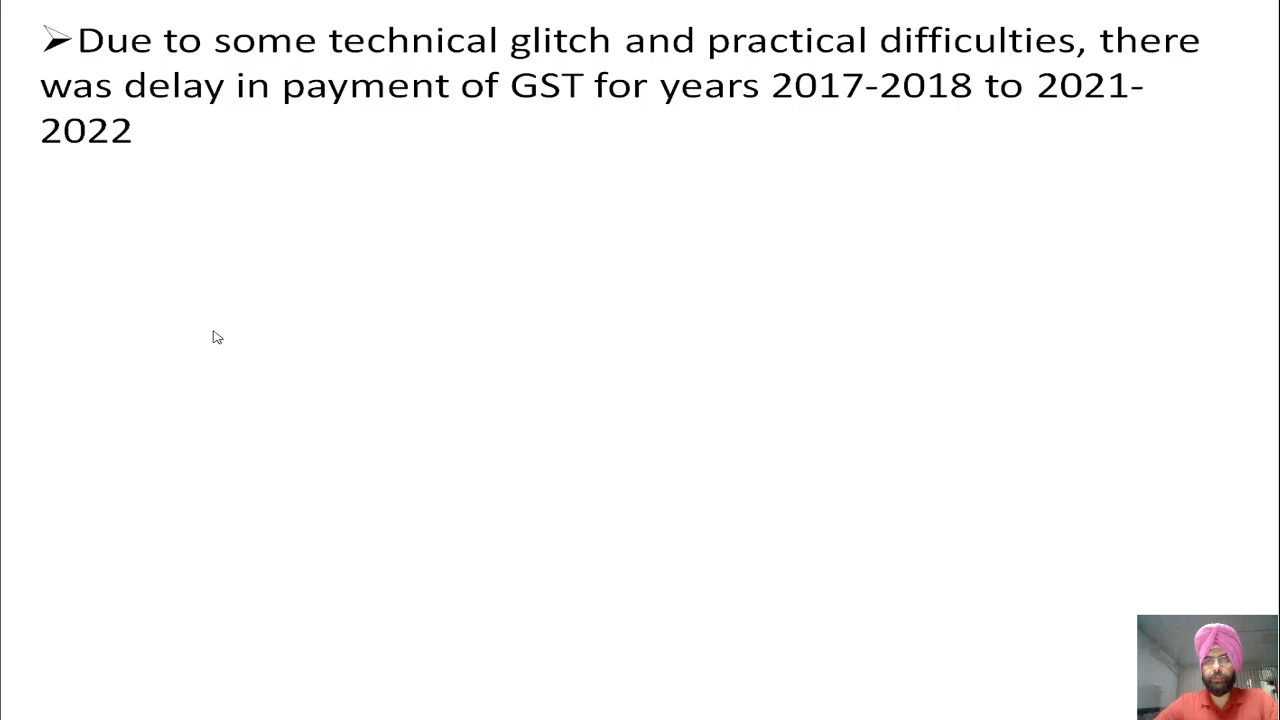 ➢Due to some technical glitch and practical difficulties, there
was delay in payment of GST for years 2017-2018 to 2021-
2022